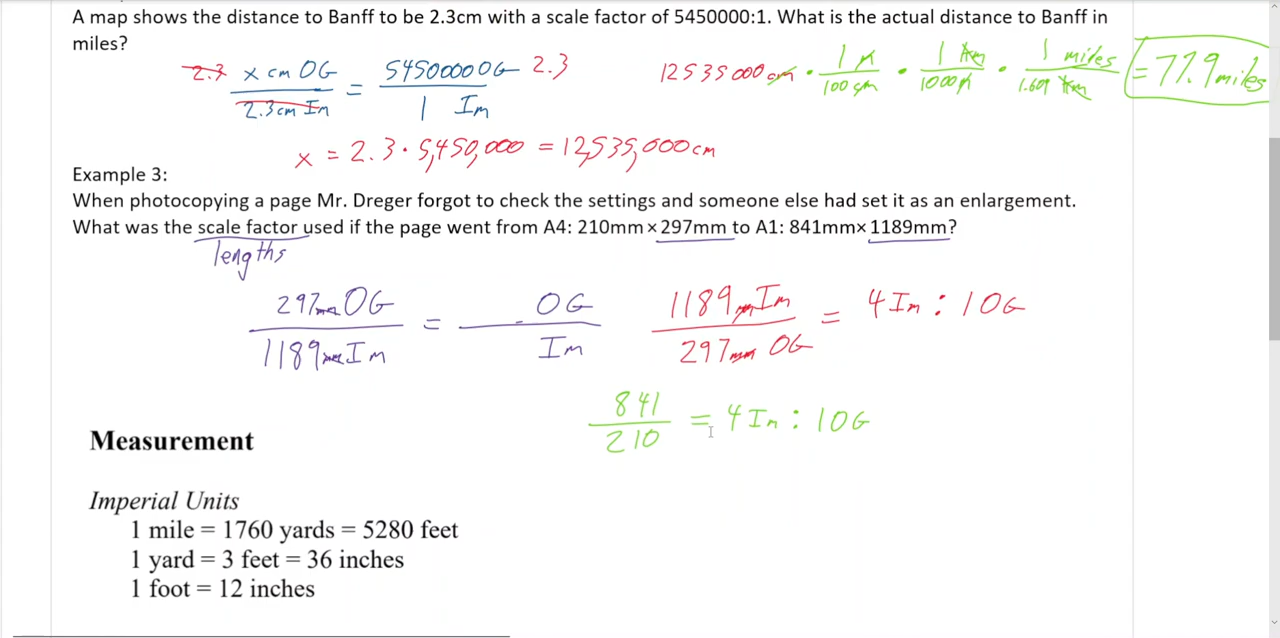 A map shows the distance to Banff to be 2.3cm with a scale factor of 5450000:1. What is the actual distance to Banff in
miles?
2.3 x cm OG / 2.3cm Im = 5450000 OG / 1 Im 2.3
12535000 cm · 1 m / 100 cm · 1 km / 1000 m · 1 miles / 1.609 km = 77.9 miles
x = 2.3 · 5,450,000 = 12,535,000 cm
Example 3:
When photocopying a page Mr. Dreger forgot to check the settings and someone else had set it as an enlargement.
What was the scale factor used if the page went from A4: 210mm × 297mm to A1: 841mm× 1189mm?
lengths
297mm OG / 1189mm Im = OG / Im
1189mm Im / 297mm OG = 4 Im : 1 OG
841 / 210 = 4 Im : 1 OG
Measurement
Imperial Units
1 mile = 1760 yards = 5280 feet
1 yard = 3 feet = 36 inches
1 foot = 12 inches